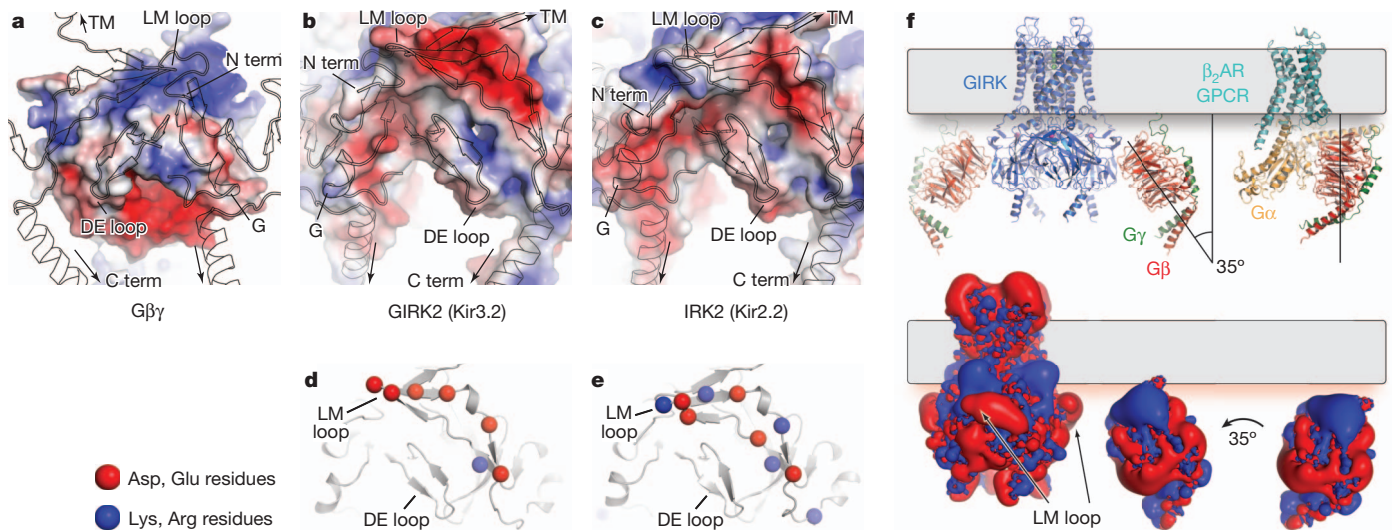 a
TM
LM loop
N term
DE loop
G
C term
Gβγ
b
LM loop
TM
N term
G
DE loop
C term
GIRK2 (Kir3.2)
c
LM loop
TM
N term
G
DE loop
C term
IRK2 (Kir2.2)
d
LM
loop
DE loop
e
LM
loop
DE loop
Asp, Glu residues
Lys, Arg residues
f
GIRK
β₂AR
GPCR
Gα
Gγ
Gβ
35º
35º
LM loop